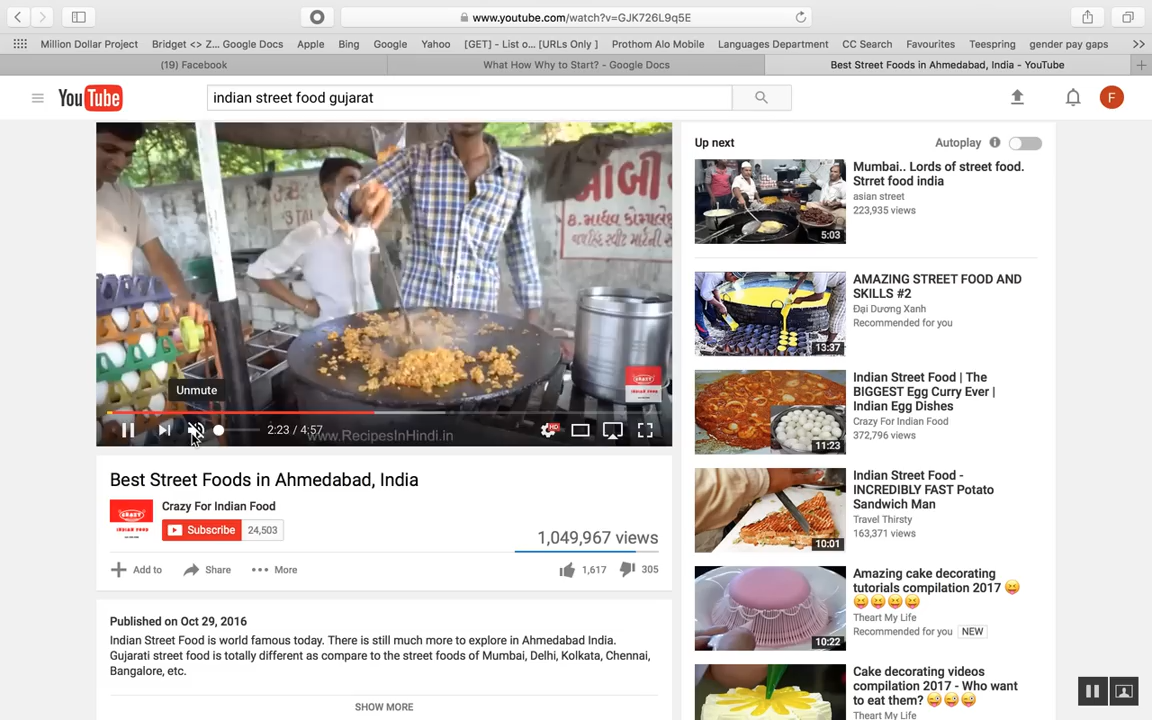 www.youtube.com/watch?v=GJK726L9q5E
Million Dollar Project
Bridget <> Z... Google Docs
Apple
Bing
Google
Yahoo
[GET] - List o... [URLs Only ]
Prothom Alo Mobile
Languages Department
CC Search
Favourites
Teespring
gender pay gaps
(19) Facebook
What How Why to Start? - Google Docs
Best Street Foods in Ahmedabad, India - YouTube
YouTube
indian street food gujarat
F
Unmute
2:23 / 4:57
HD
www.RecipesInHindi.in
Best Street Foods in Ahmedabad, India
Crazy For Indian Food
Subscribe
24,503
1,049,967 views
Add to
Share
More
1,617
305
Published on Oct 29, 2016
Indian Street Food is world famous today. There is still much more to explore in Ahmedabad India.
Gujarati street food is totally different as compare to the street foods of Mumbai, Delhi, Kolkata, Chennai,
Bangalore, etc.
SHOW MORE
Up next
Autoplay
5:03
Mumbai.. Lords of street food.
Strret food india
asian street
223,935 views
13:37
AMAZING STREET FOOD AND
SKILLS #2
Đại Dương Xanh
Recommended for you
11:23
Indian Street Food | The
BIGGEST Egg Curry Ever |
Indian Egg Dishes
Crazy For Indian Food
372,796 views
10:01
Indian Street Food -
INCREDIBLY FAST Potato
Sandwich Man
Travel Thirsty
163,371 views
10:22
Amazing cake decorating
tutorials compilation 2017 😝
😝😝😝😝
Theart My Life
Recommended for you NEW
Cake decorating videos
compilation 2017 - Who want
to eat them? 😜😜😜
Theart My Life